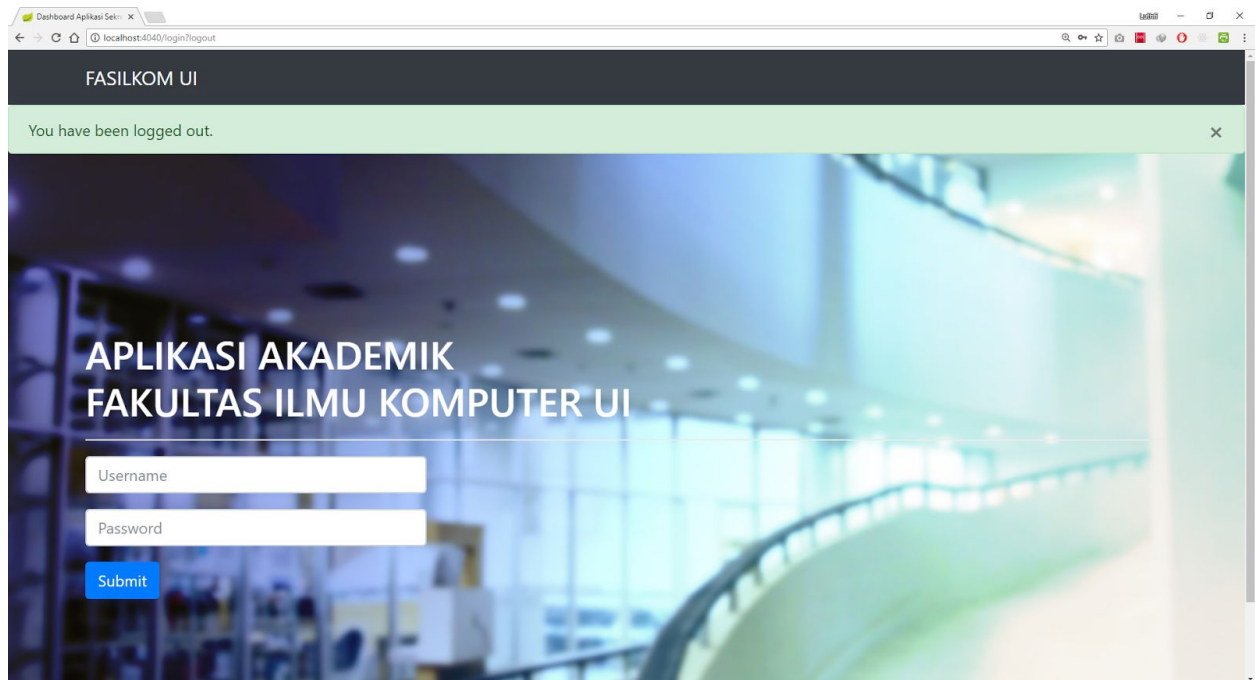 Dashboard Aplikasi Sekr
localhost:4040/login?logout
FASILKOM UI
You have been logged out.
APLIKASI AKADEMIK
FAKULTAS ILMU KOMPUTER UI
Username
Password
Submit